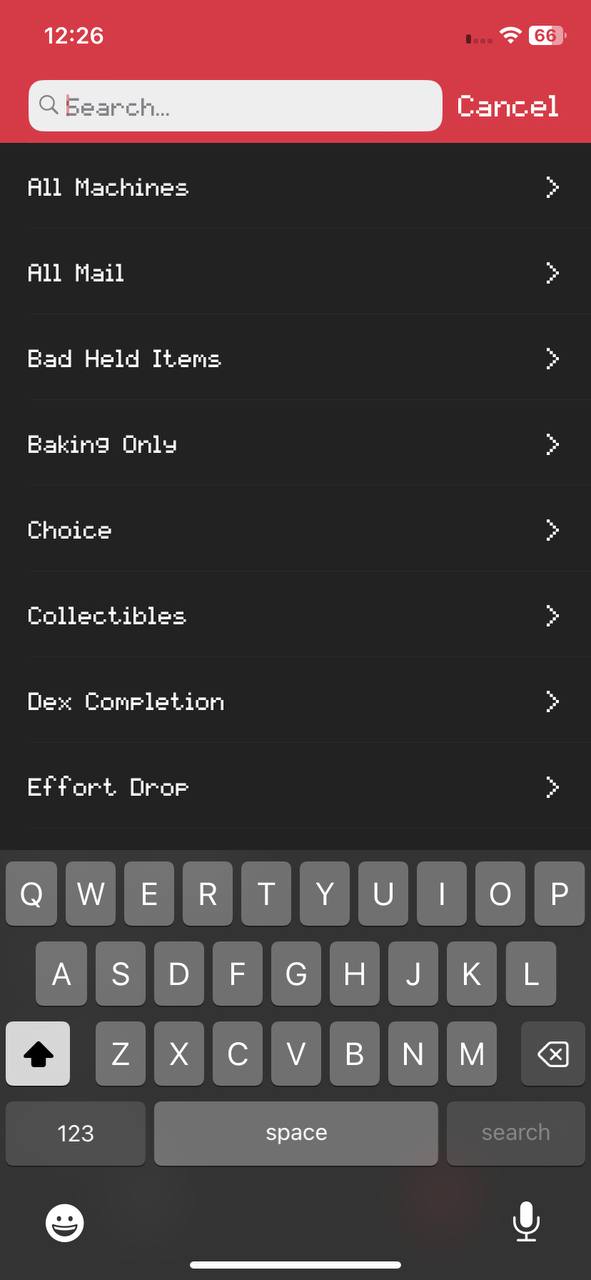 12:26
66
Search...
Cancel
All Machines
All Mail
Bad Held Items
Baking Only
Choice
Collectibles
Dex Completion
Effort Drop
Q W E R T Y U I O P
A S D F G H J K L
Z X C V B N M
123 space search